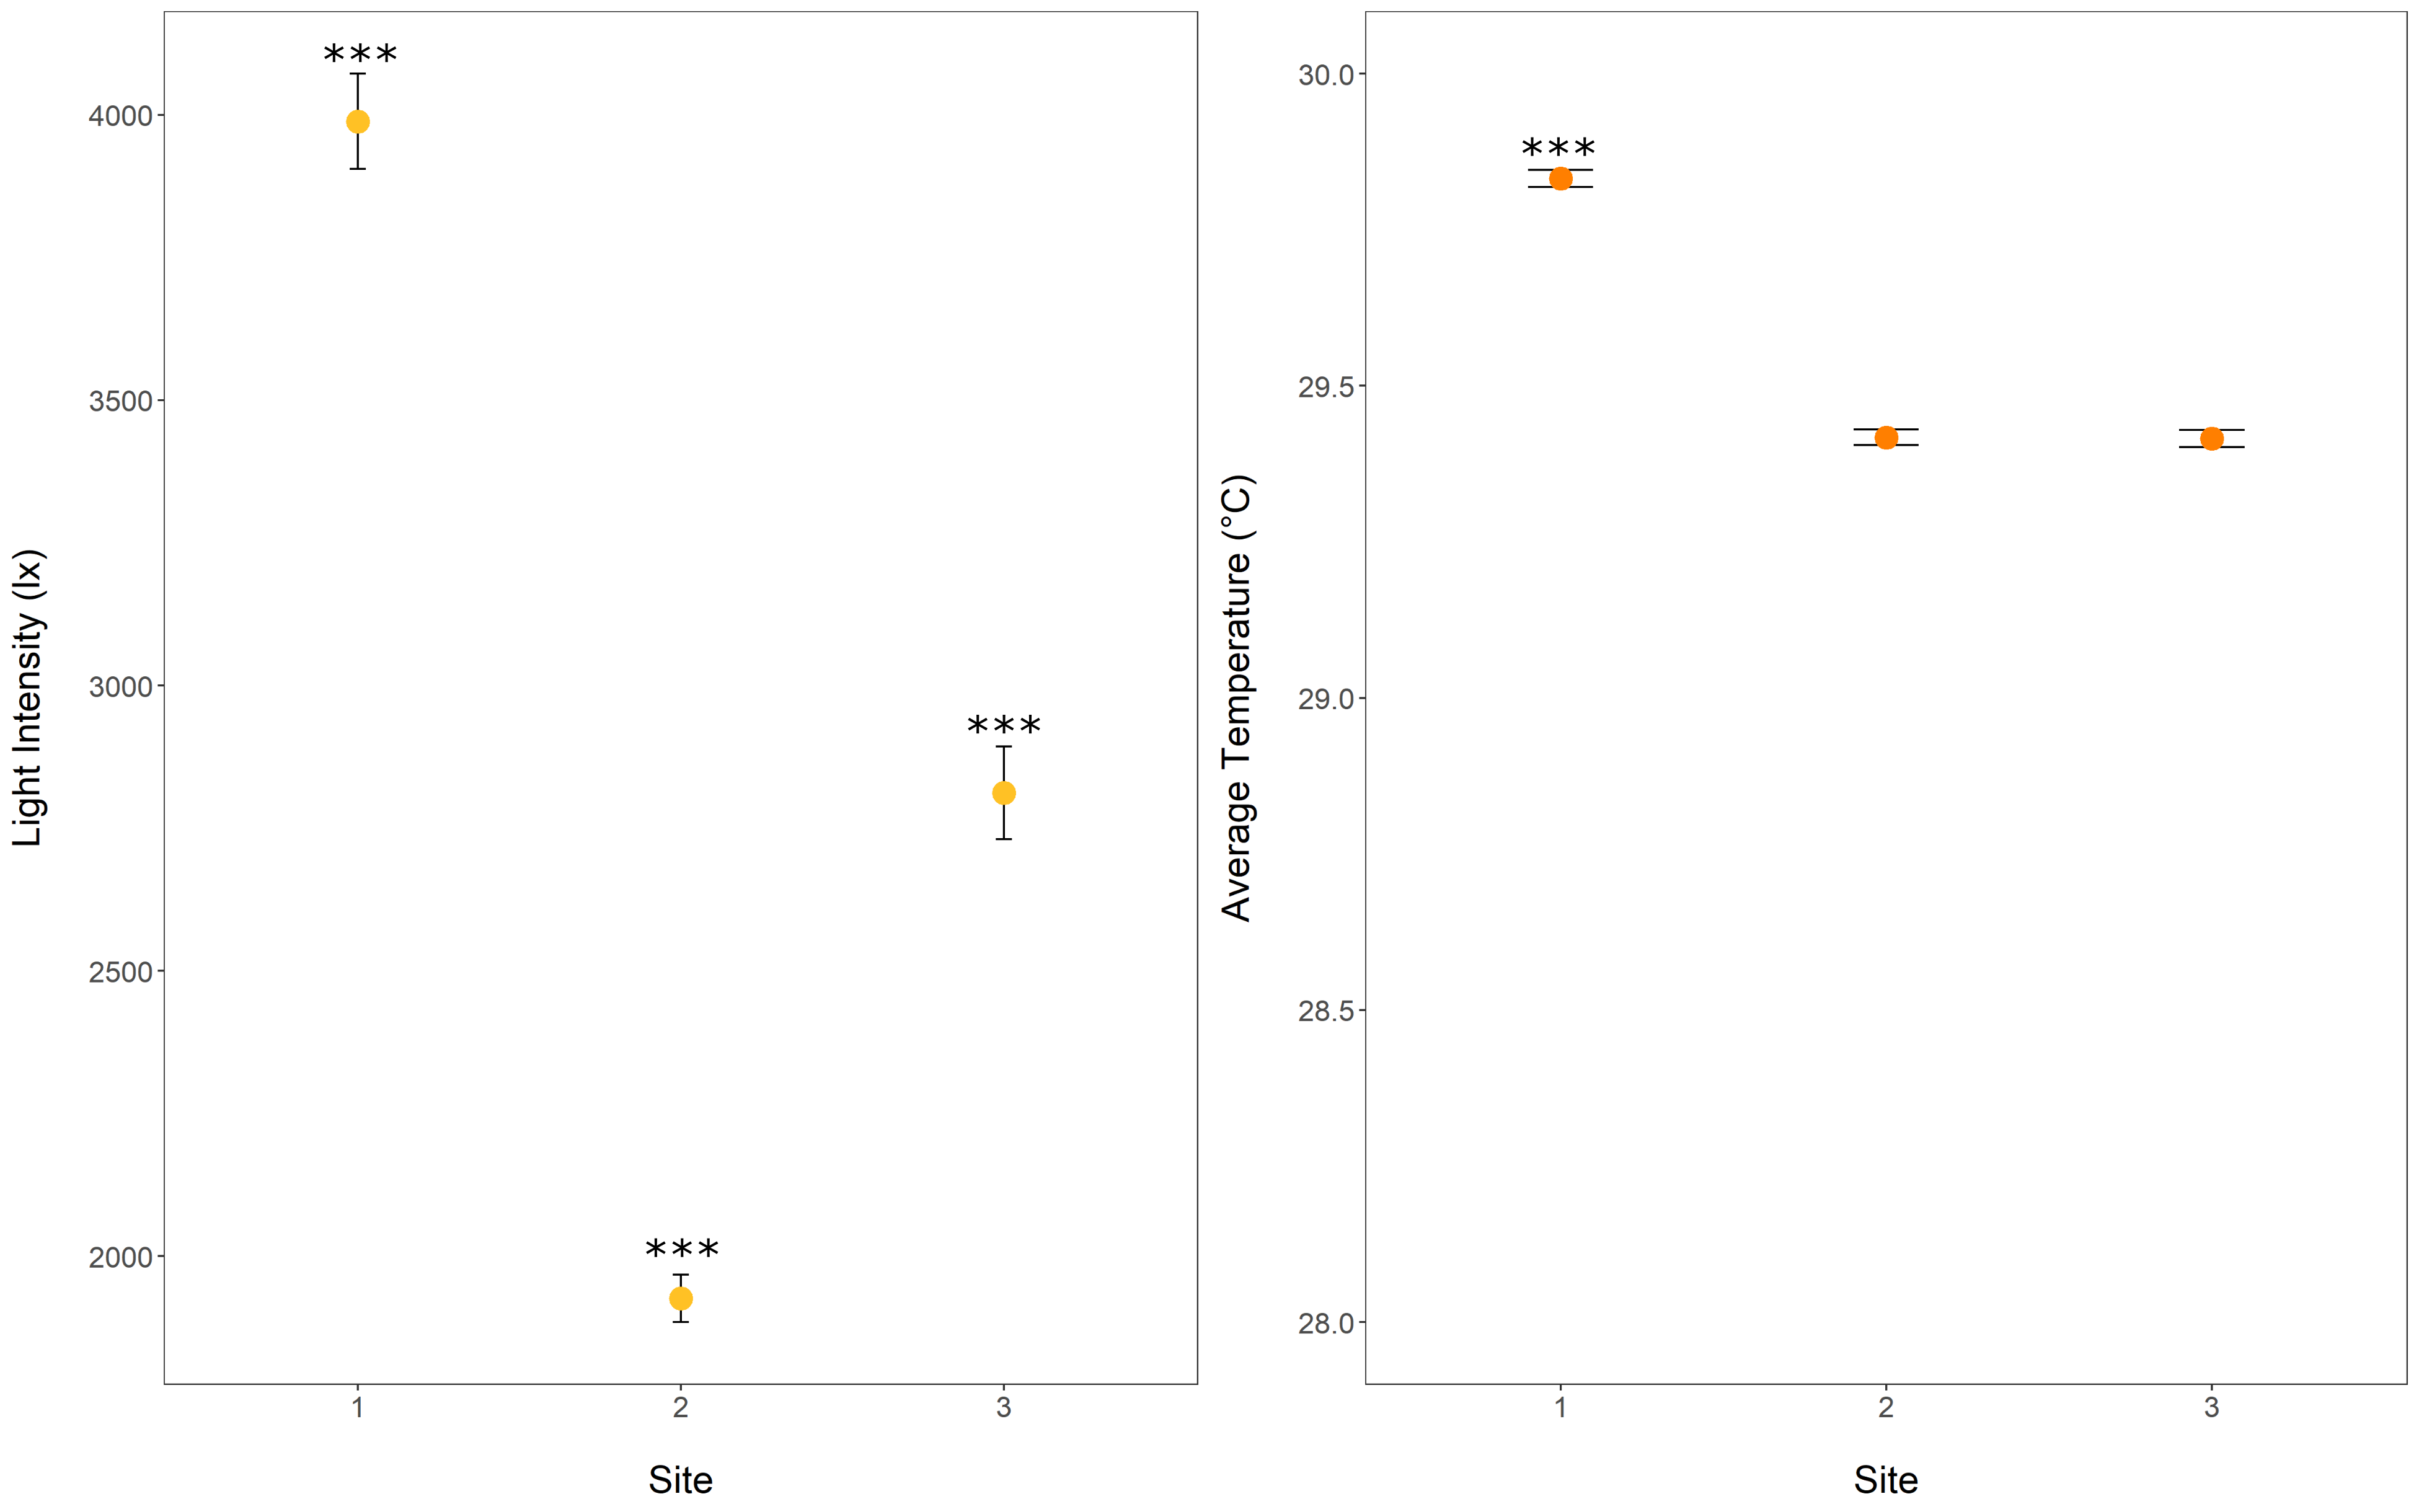 ***
4000
3500
3000
2500
2000
***
***
Light Intensity (lx)
1 2 3
Site
30.0
29.5
29.0
28.5
28.0
***
Average Temperature (°C)
1 2 3
Site